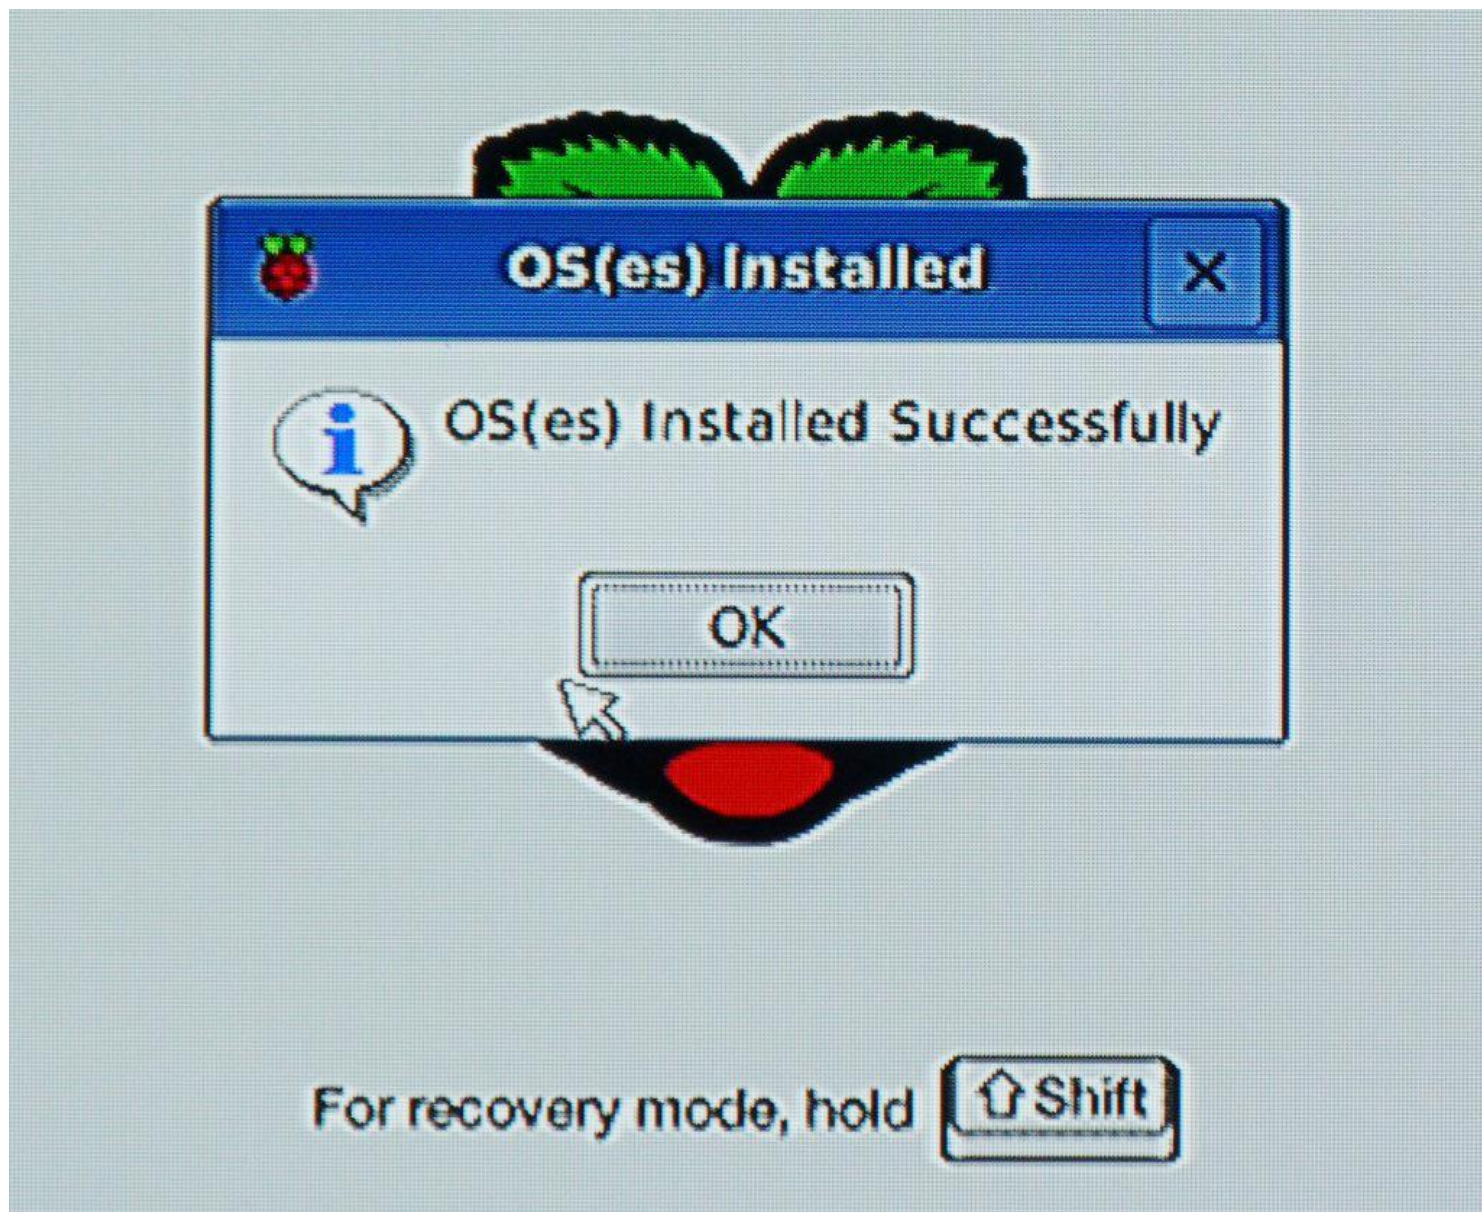 OS(es) Installed
OS(es) Installed Successfully
OK
For recovery mode, hold Shift